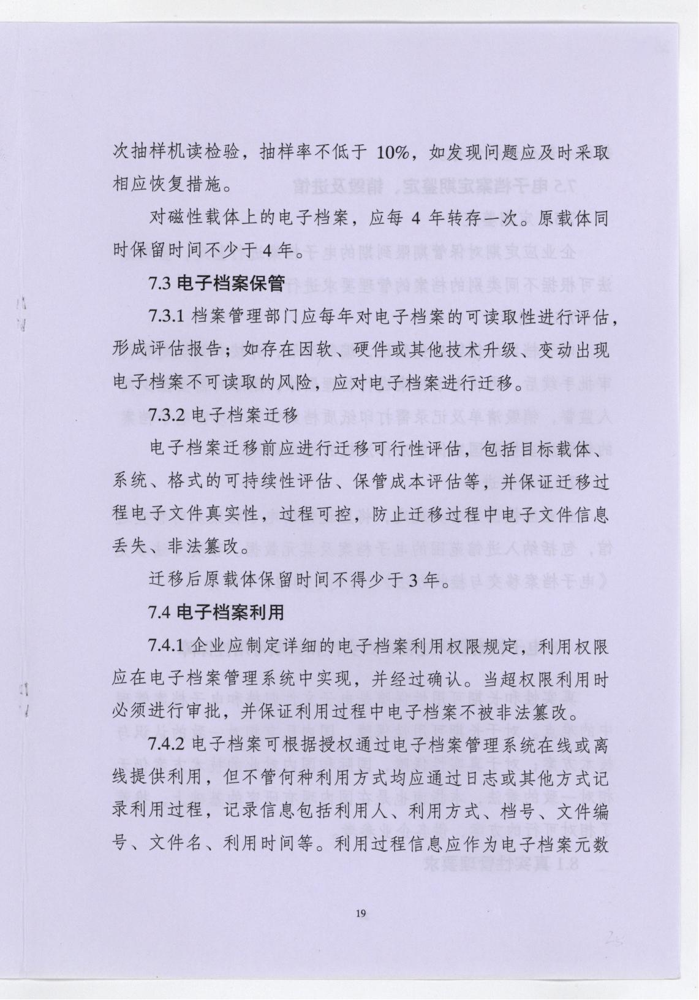 次抽样机读检验，抽样率不低于 10%，如发现问题应及时采取
相应恢复措施。
对磁性载体上的电子档案，应每 4 年转存一次。原载体同
时保留时间不少于 4 年。
7.3 电子档案保管
7.3.1 档案管理部门应每年对电子档案的可读取性进行评估，
形成评估报告；如存在因软、硬件或其他技术升级、变动出现
电子档案不可读取的风险，应对电子档案进行迁移。
7.3.2 电子档案迁移
电子档案迁移前应进行迁移可行性评估，包括目标载体、
系统、格式的可持续性评估、保管成本评估等，并保证迁移过
程电子文件真实性，过程可控，防止迁移过程中电子文件信息
丢失、非法篡改。
迁移后原载体保留时间不得少于 3 年。
7.4 电子档案利用
7.4.1 企业应制定详细的电子档案利用权限规定，利用权限
应在电子档案管理系统中实现，并经过确认。当超权限利用时
必须进行审批，并保证利用过程中电子档案不被非法篡改。
7.4.2 电子档案可根据授权通过电子档案管理系统在线或离
线提供利用，但不管何种利用方式均应通过日志或其他方式记
录利用过程，记录信息包括利用人、利用方式、档号、文件编
号、文件名、利用时间等。利用过程信息应作为电子档案元数
19
25